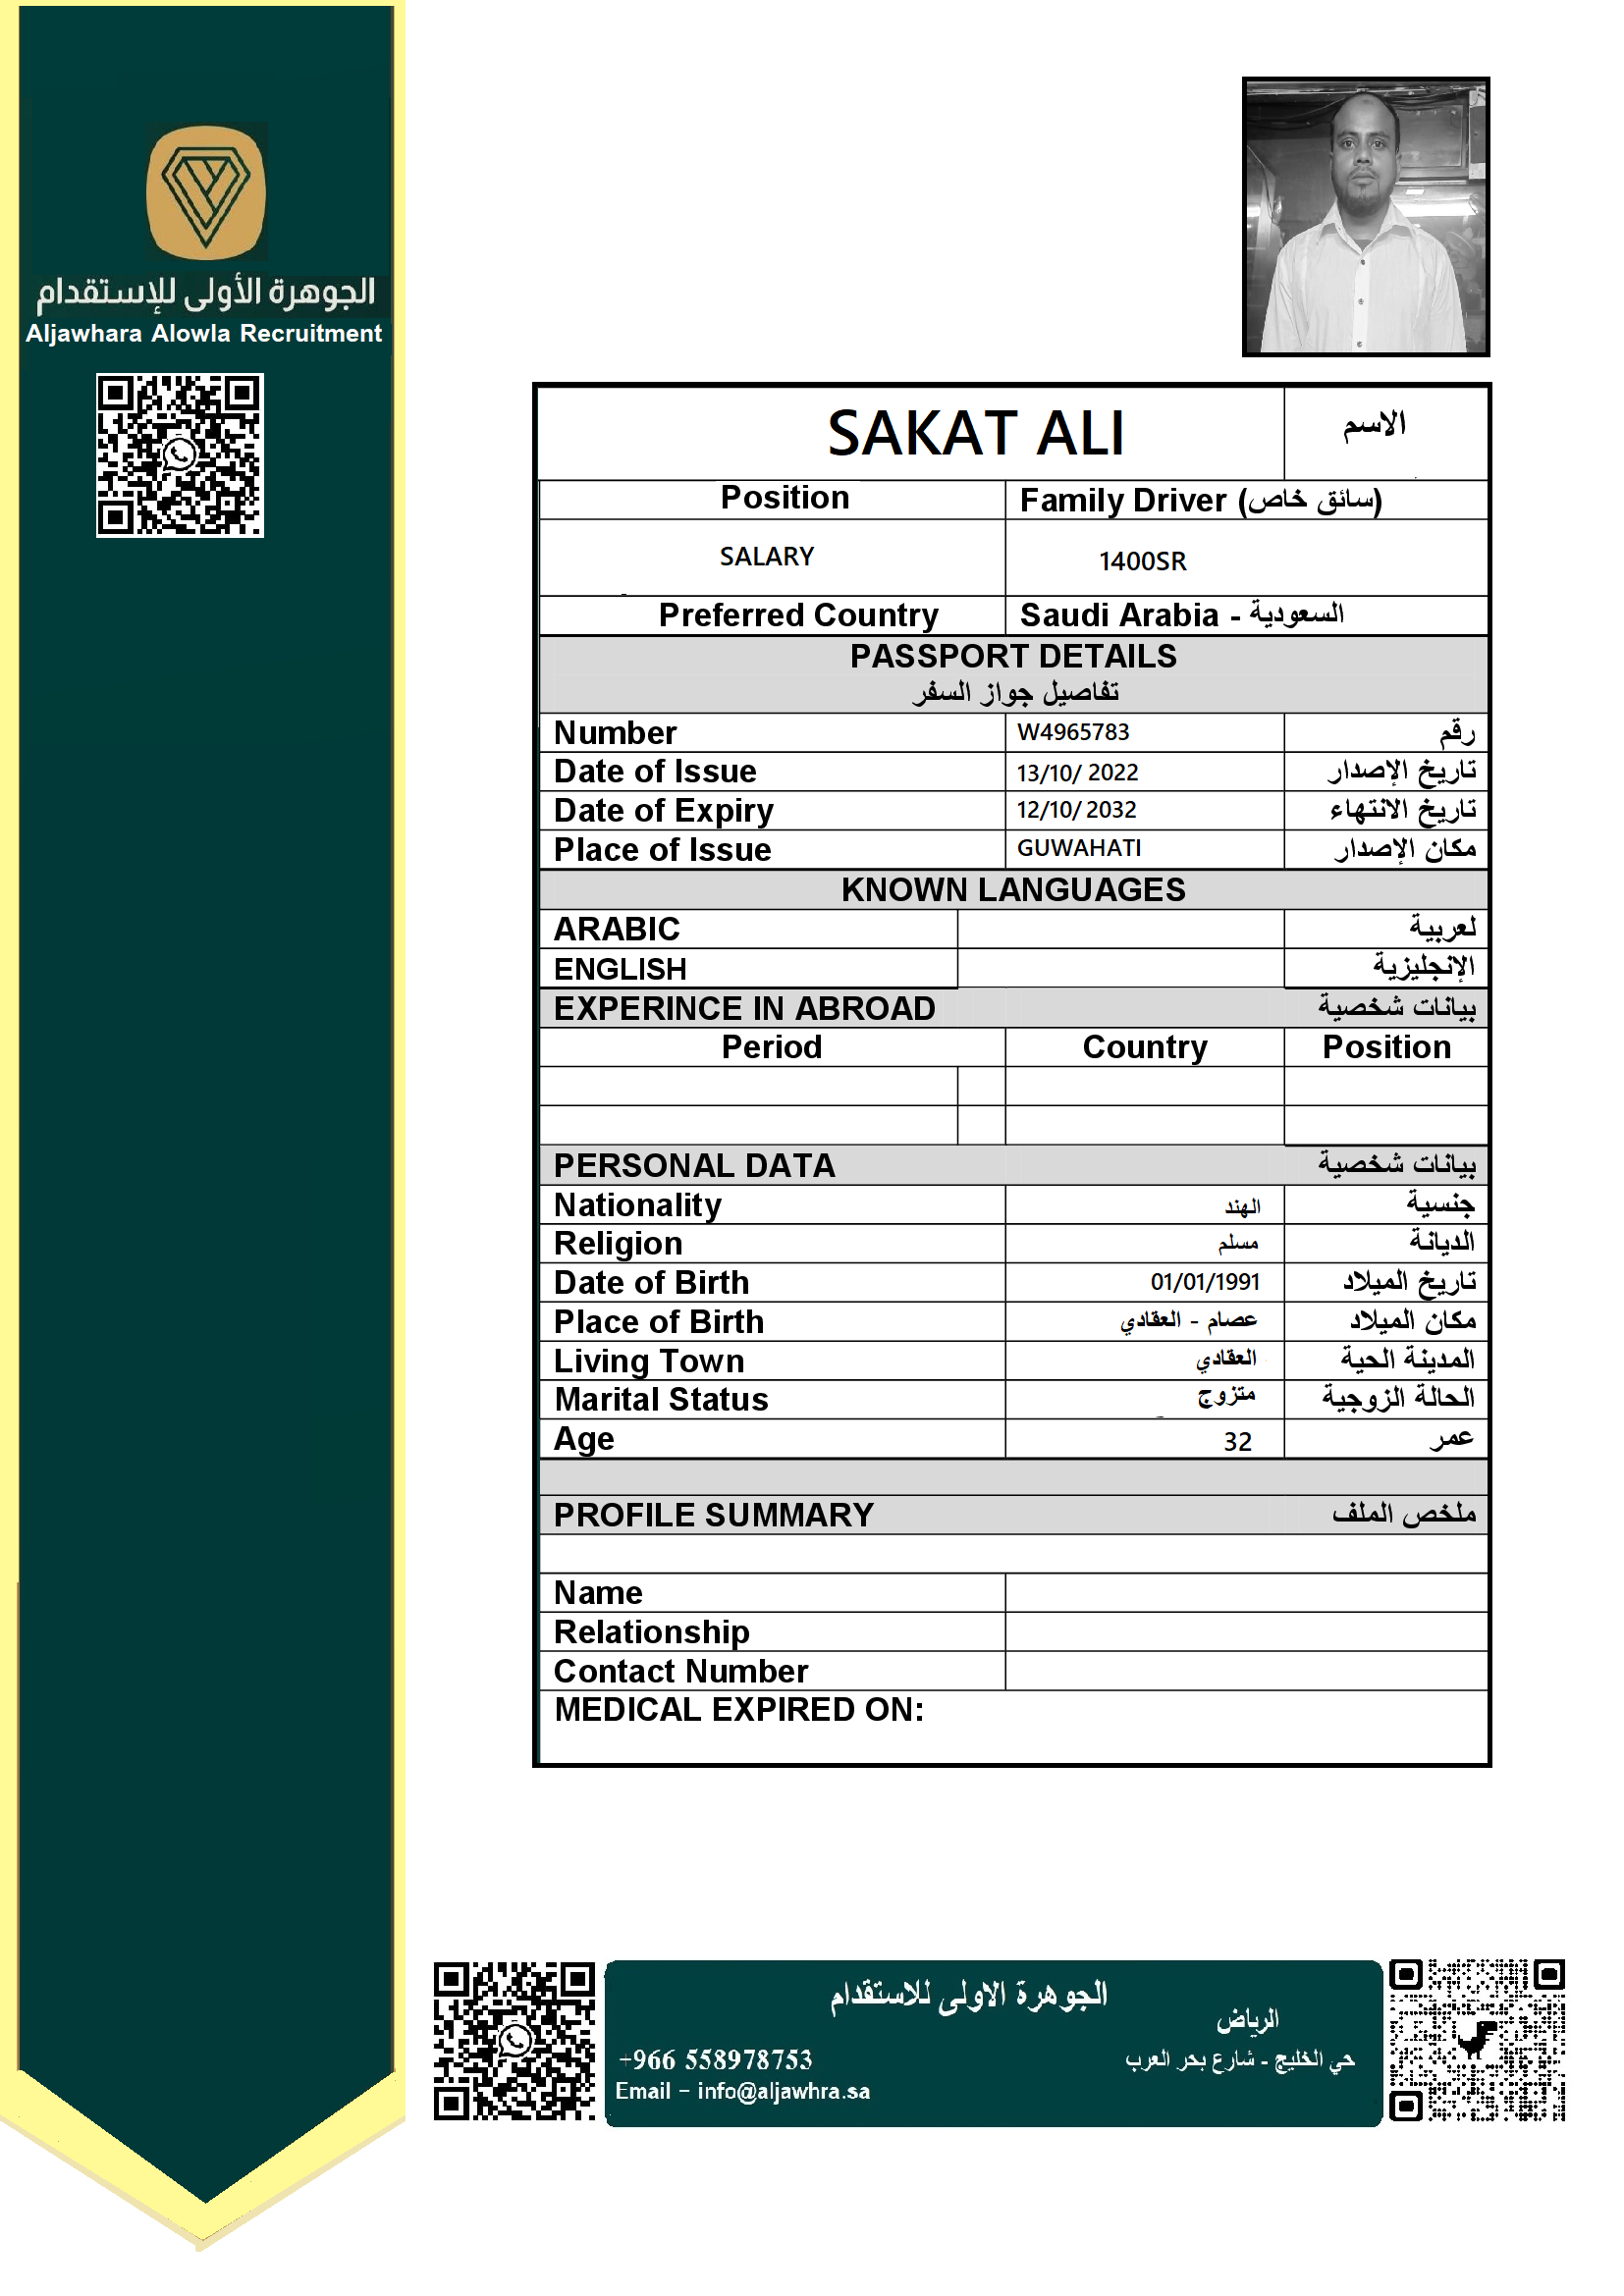 الجوهرة الأولى للإستقدام
Aljawhara Alowla Recruitment
SAKAT ALI الاسم
Position Family Driver (سائق خاص)
SALARY 1400SR
Preferred Country Saudi Arabia - السعودية
PASSPORT DETAILS
تفاصيل جواز السفر
Number W4965783 رقم
Date of Issue 13/10/ 2022 تاريخ الإصدار
Date of Expiry 12/10/ 2032 تاريخ الانتهاء
Place of Issue GUWAHATI مكان الإصدار
KNOWN LANGUAGES
ARABIC لعربية
ENGLISH الإنجليزية
EXPERINCE IN ABROAD بيانات شخصية
Period Country Position
PERSONAL DATA بيانات شخصية
Nationality الهند جنسية
Religion مسلم الديانة
Date of Birth 01/01/1991 تاريخ الميلاد
Place of Birth عصام - العقادي مكان الميلاد
Living Town العقادي المدينة الحية
Marital Status متزوج الحالة الزوجية
Age 32 عمر
PROFILE SUMMARY ملخص الملف
Name
Relationship
Contact Number
MEDICAL EXPIRED ON:
الجوهرة الاولى للاستقدام
الرياض
+966 558978753 حي الخليج - شارع بحر العرب
Email - info@aljawhra.sa